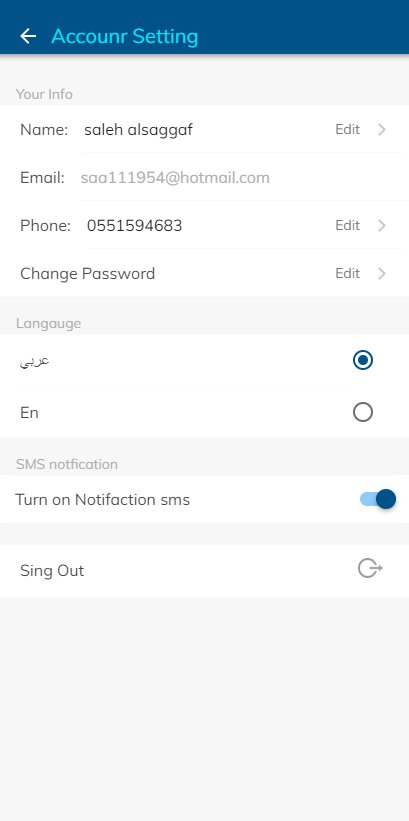 Accounr Setting
Your Info
Name: saleh alsaggaf Edit
Email: saa111954@hotmail.com
Phone: 0551594683 Edit
Change Password Edit
Langauge
عربي
En
SMS notfication
Turn on Notifaction sms
Sing Out